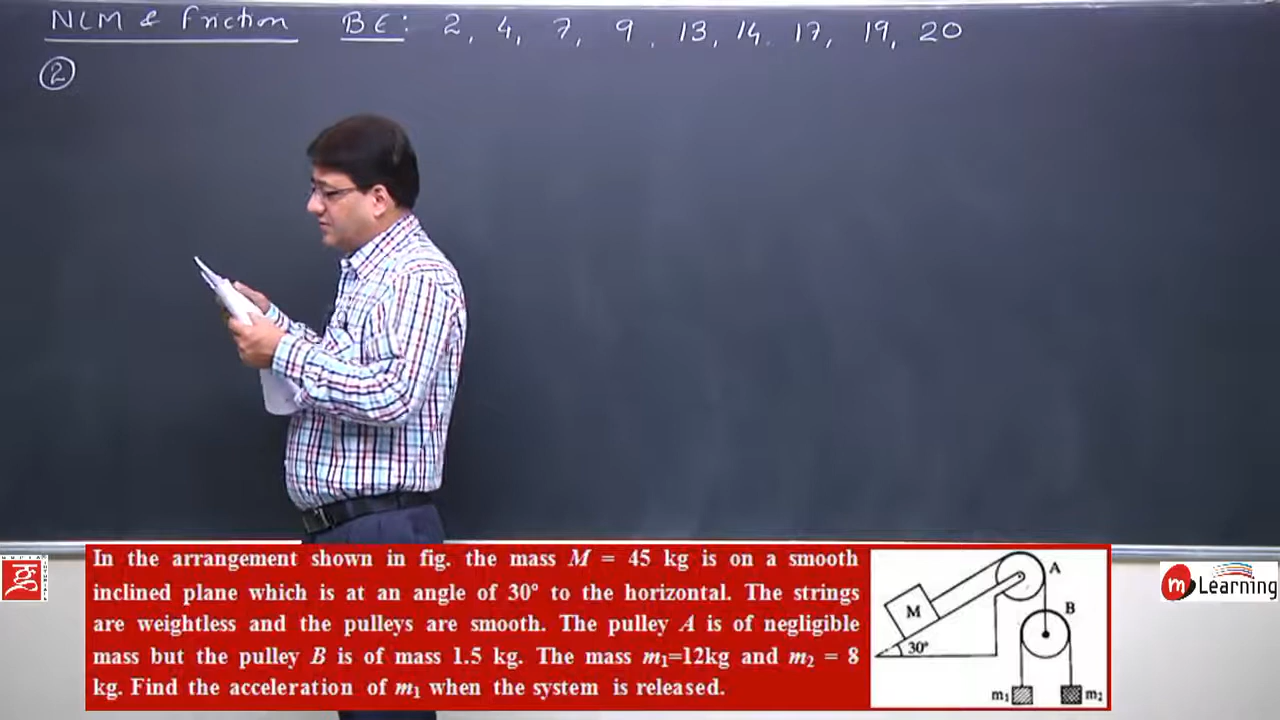 NLM & Friction BE: 2, 4, 7, 9, 13, 14, 17, 19, 20
2
In the arrangement shown in fig. the mass M = 45 kg is on a smooth
inclined plane which is at an angle of 30° to the horizontal. The strings
are weightless and the pulleys are smooth. The pulley A is of negligible
mass but the pulley B is of mass 1.5 kg. The mass m₁=12kg and m₂ = 8
kg. Find the acceleration of m₁ when the system is released.
A
B
M
30°
m₁ m₂
m Learning